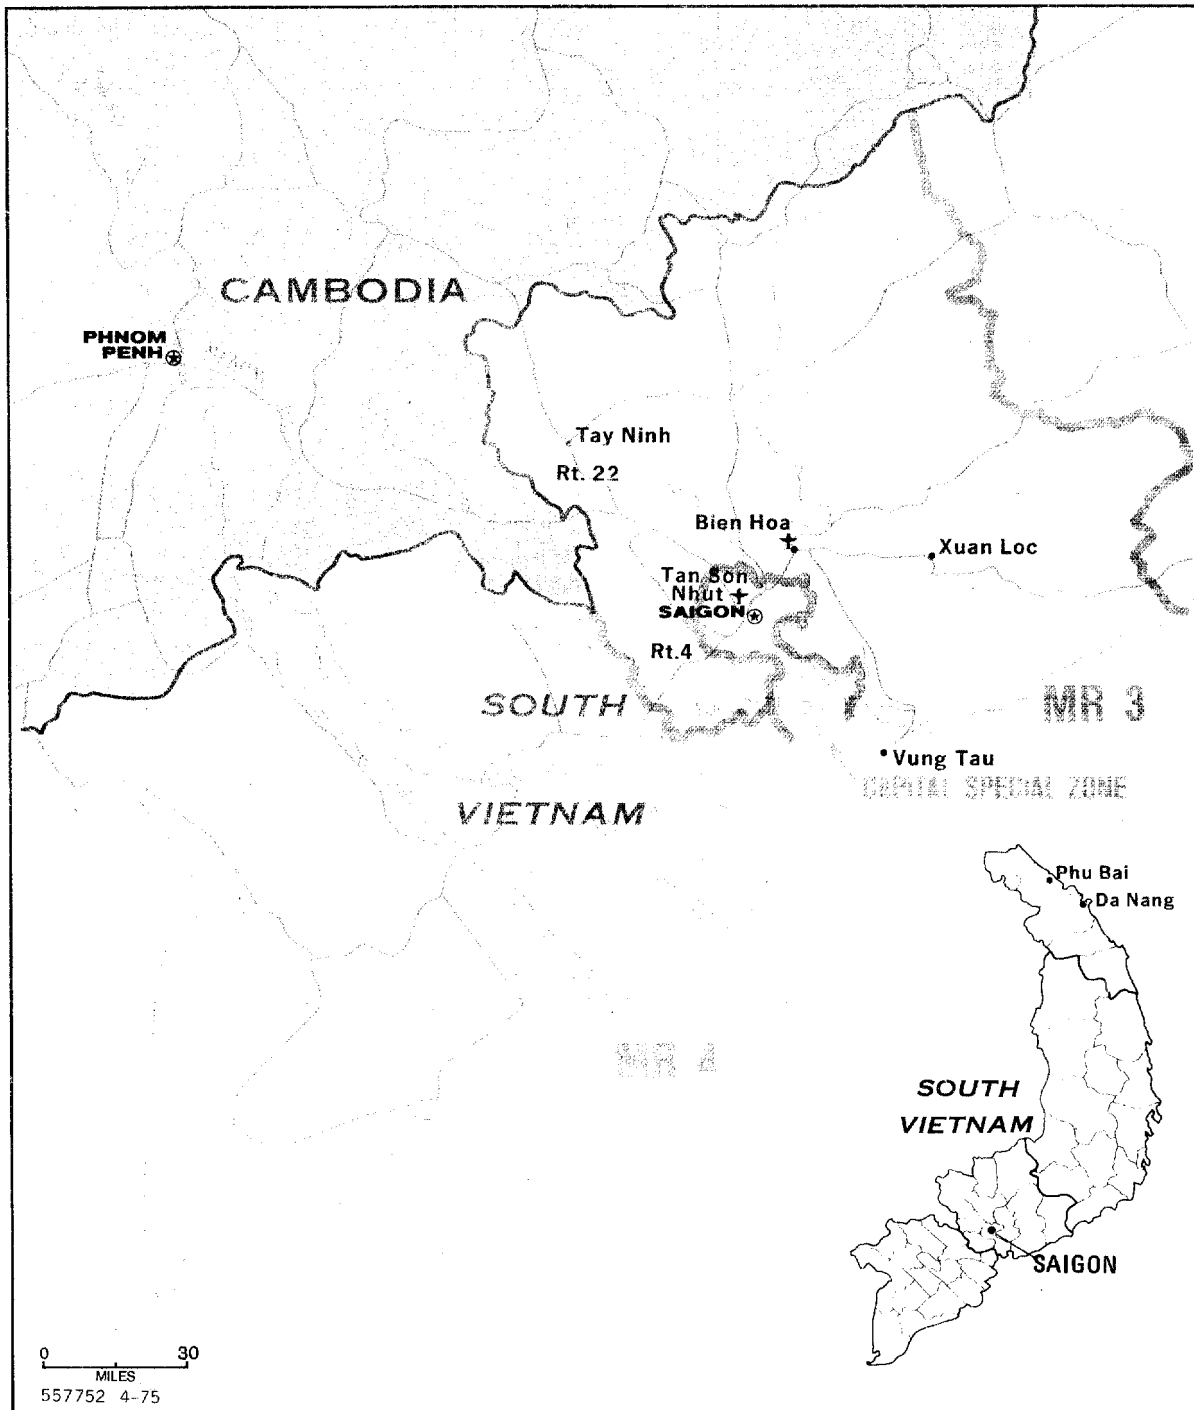 CAMBODIA
PHNOM
PENH
Tay Ninh
Rt. 22
Bien Hoa
Xuan Loc
Tan Son
Nhut
SAIGON
Rt.4
SOUTH
MR 3
Vung Tau
CAPITAL SPECIAL ZONE
VIETNAM
Phu Bai
Da Nang
MR 4
SOUTH
VIETNAM
SAIGON
0 30
MILES
557752 4-75